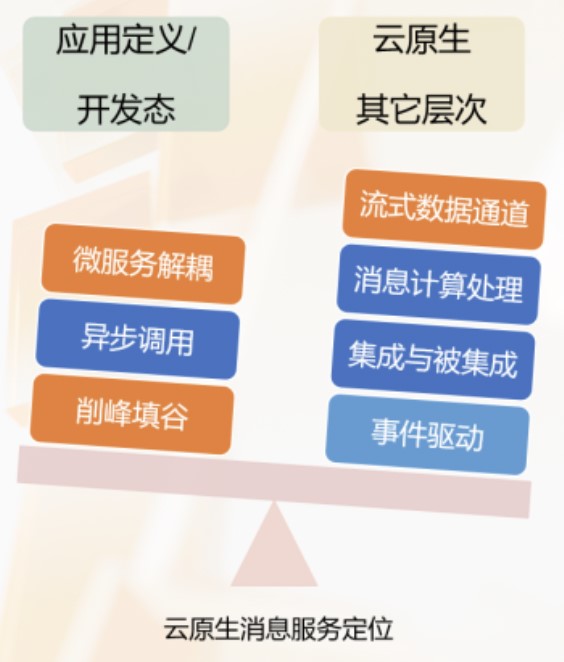 应用定义/
开发态
云原生
其它层次
微服务解耦
异步调用
削峰填谷
流式数据通道
消息计算处理
集成与被集成
事件驱动
云原生消息服务定位